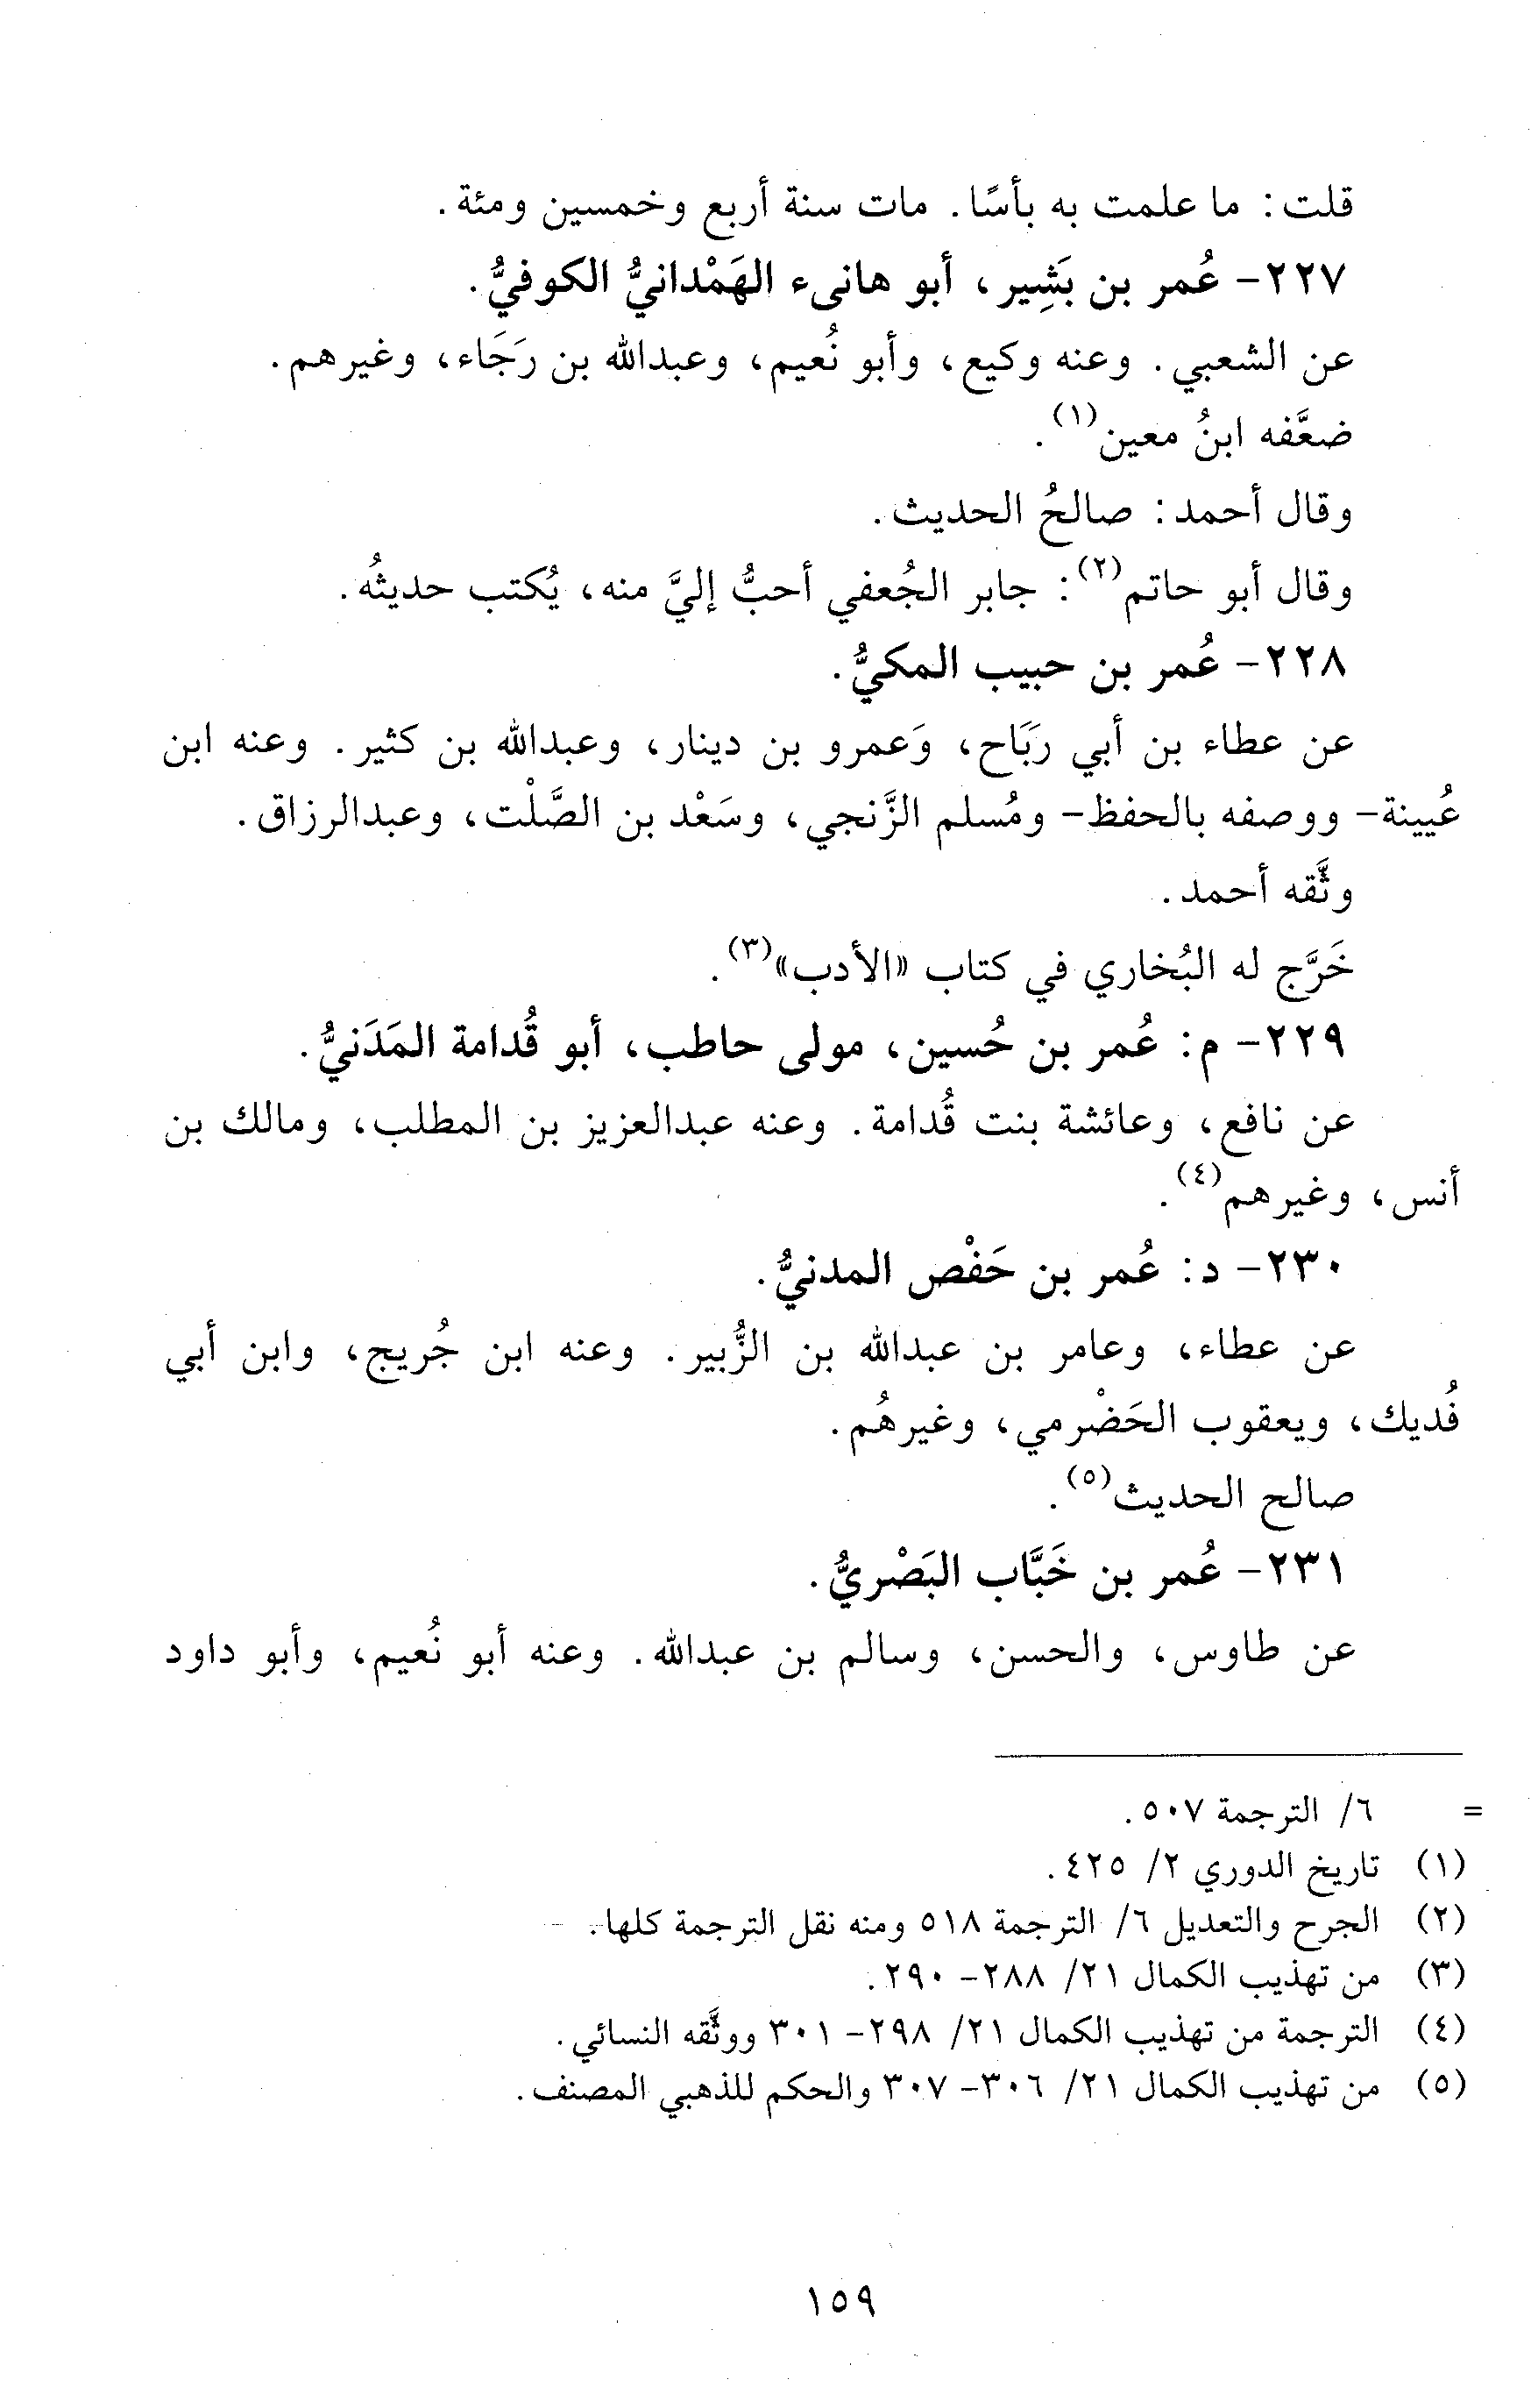 قلت: ما علمت به بأسًا. مات سنة أربع وخمسين ومئة.
٢٢٧- عُمر بن بَشِير، أبو هانىء الهَمْدانيُّ الكوفيُّ.
عن الشعبي. وعنه وكيع، وأبو نُعيم، وعبدالله بن رَجَاء، وغيرهم.
ضعَّفه ابنُ معين(١).
وقال أحمد: صالحُ الحديث.
وقال أبو حاتم(٢): جابر الجُعفي أحبُّ إليَّ منه، يُكتب حديثُه.
٢٢٨- عُمر بن حبيب المكيُّ.
عن عطاء بن أبي رَبَاح، وَعمرو بن دينار، وعبدالله بن كثير. وعنه ابن
عُيينة- ووصفه بالحفظ- ومُسلم الزَّنجي، وسَعْد بن الصَّلْت، وعبدالرزاق.
وثَّقه أحمد.
خَرَّج له البُخاري في كتاب «الأدب»(٣).
٢٢٩- م: عُمر بن حُسين، مولى حاطب، أبو قُدامة المَدَنيُّ.
عن نافع، وعائشة بنت قُدامة. وعنه عبدالعزيز بن المطلب، ومالك بن
أنس، وغيرهم(٤).
٢٣٠- د: عُمر بن حَفْص المدنيُّ.
عن عطاء، وعامر بن عبدالله بن الزُّبير. وعنه ابن جُريج، وابن أبي
فُديك، ويعقوب الحَضْرمي، وغيرهُم.
صالح الحديث(٥).
٢٣١- عُمر بن خَبَّاب البَصْريُّ.
عن طاوس، والحسن، وسالم بن عبدالله. وعنه أبو نُعيم، وأبو داود
= ٦/ الترجمة ٥٠٧.
(١) تاريخ الدوري ٢/ ٤٢٥.
(٢) الجرح والتعديل ٦/ الترجمة ٥١٨ ومنه نقل الترجمة كلها.
(٣) من تهذيب الكمال ٢١/ ٢٨٨- ٢٩٠.
(٤) الترجمة من تهذيب الكمال ٢١/ ٢٩٨- ٣٠١ ووثَّقه النسائي.
(٥) من تهذيب الكمال ٢١/ ٣٠٦- ٣٠٧ والحكم للذهبي المصنف.
١٥٩